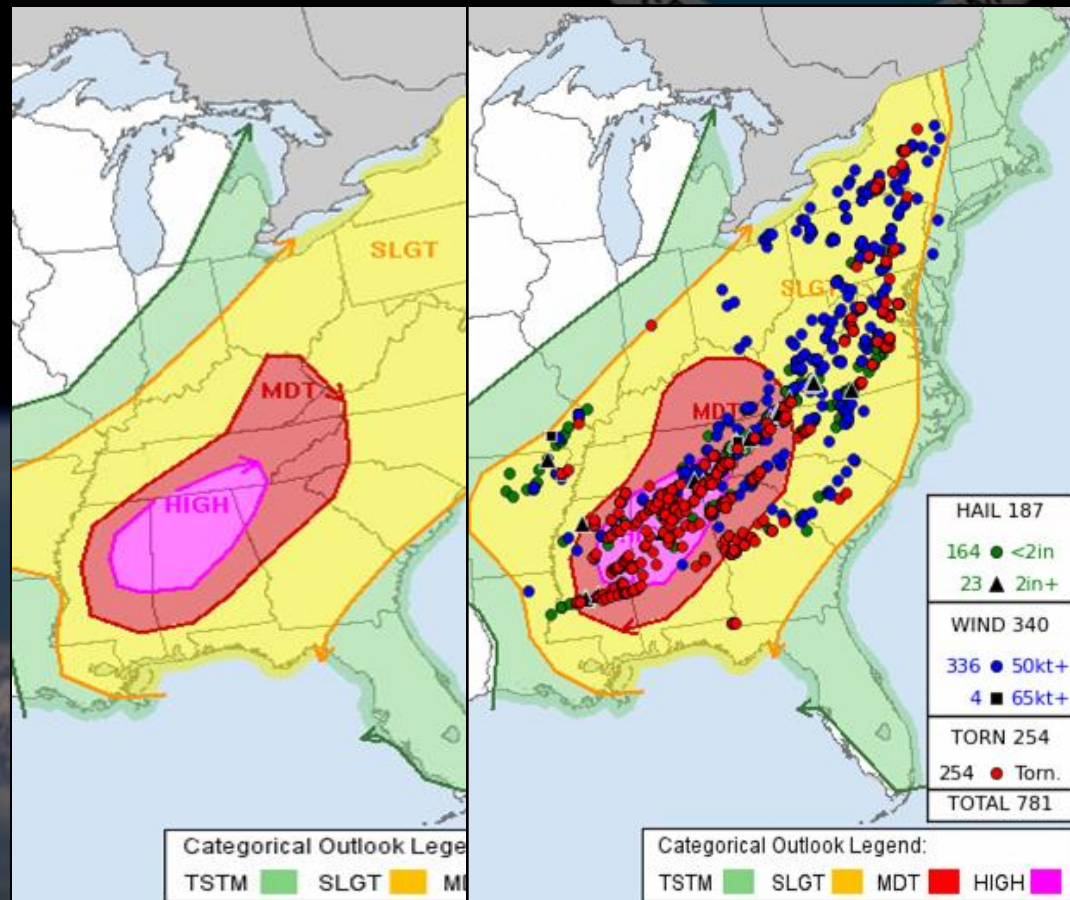 SLGT
MDT
HIGH
Categorical Outlook Lege
TSTM SLGT
SLGT
MDT
HAIL 187
164 <2in
23 2in+
WIND 340
336 50kt+
4 65kt+
TORN 254
254 Torn.
TOTAL 781
Categorical Outlook Legend:
TSTM SLGT MDT HIGH